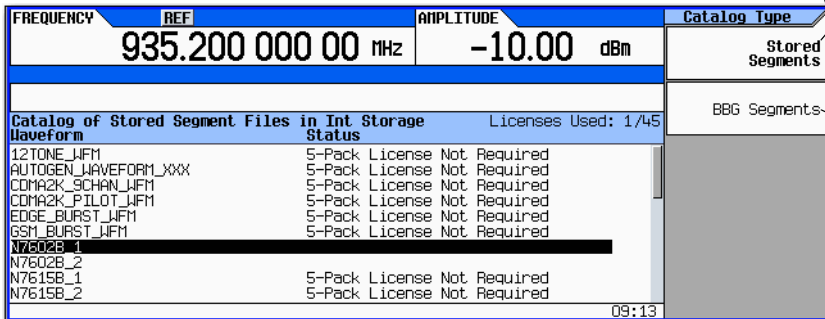 FREQUENCY REF AMPLITUDE Catalog Type
935.200 000 00 MHz -10.00 dBm
Stored
Segments
BBG Segments
Catalog of Stored Segment Files in Int Storage Licenses Used: 1/45
Waveform Status
12TONE_WFM 5-Pack License Not Required
AUTOGEN_WAVEFORM_XXX 5-Pack License Not Required
CDMA2K_9CHAN_WFM 5-Pack License Not Required
CDMA2K_PILOT_WFM 5-Pack License Not Required
EDGE_BURST_WFM 5-Pack License Not Required
GSM_BURST_WFM 5-Pack License Not Required
N7602B_1
N7602B_2
N7615B_1 5-Pack License Not Required
N7615B_2 5-Pack License Not Required
09:13